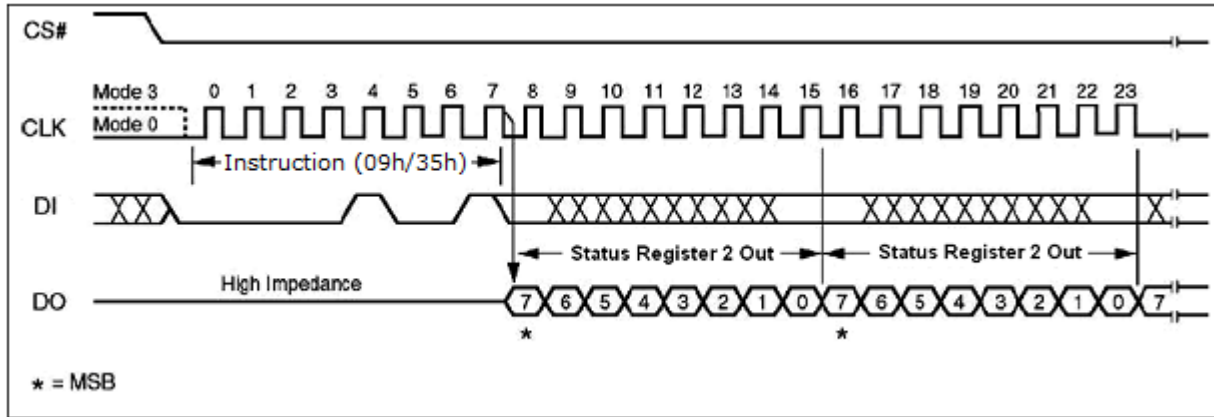 CS#
Mode 3 0 1 2 3 4 5 6 7 8 9 10 11 12 13 14 15 16 17 18 19 20 21 22 23
CLK Mode 0
Instruction (09h/35h)
DI
Status Register 2 Out Status Register 2 Out
High Impedance
DO 7 6 5 4 3 2 1 0 7 6 5 4 3 2 1 0 7
* *
* = MSB